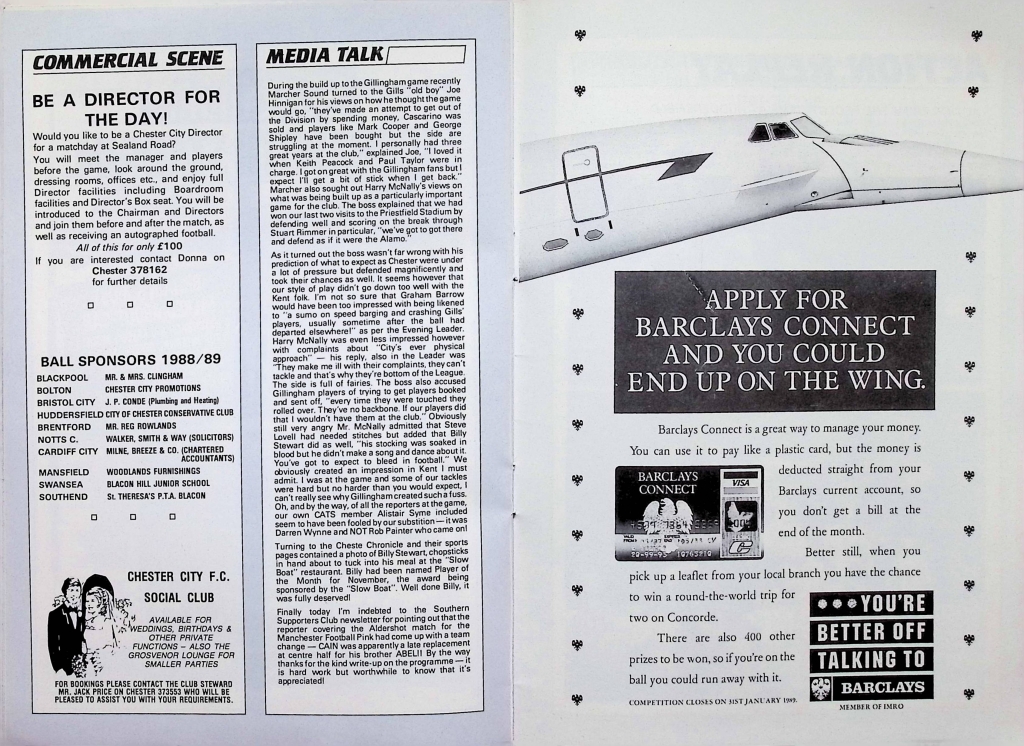 COMMERCIAL SCENE
BE A DIRECTOR FOR
THE DAY!
Would you like to be a Chester City Director
for a matchday at Sealand Road?
You will meet the manager and players
before the game, look around the ground,
dressing rooms, offices etc., and enjoy full
Director facilities including Boardroom
facilities and Director's Box seat. You will be
introduced to the Chairman and Directors
and join them before and after the match, as
well as receiving an autographed football.
All of this for only £100
If you are interested contact Donna on
Chester 378162
for further details
BALL SPONSORS 1988/89
BLACKPOOL MR. & MRS. CLINGHAM
BOLTON CHESTER CITY PROMOTIONS
BRISTOL CITY J. P. CONDE (Plumbing and Heating)
HUDDERSFIELD CITY OF CHESTER CONSERVATIVE CLUB
BRENTFORD MR. REG ROWLANDS
NOTTS C. WALKER, SMITH & WAY (SOLICITORS)
CARDIFF CITY MILNE, BREEZE & CO. (CHARTERED
ACCOUNTANTS)
MANSFIELD WOODLANDS FURNISHINGS
SWANSEA BLACON HILL JUNIOR SCHOOL
SOUTHEND St. THERESA'S P.T.A. BLACON
CHESTER CITY F.C.
SOCIAL CLUB
AVAILABLE FOR
WEDDINGS, BIRTHDAYS &
OTHER PRIVATE
FUNCTIONS – ALSO THE
GROSVENOR LOUNGE FOR
SMALLER PARTIES
FOR BOOKINGS PLEASE CONTACT THE CLUB STEWARD
MR. JACK PRICE ON CHESTER 373553 WHO WILL BE
PLEASED TO ASSIST YOU WITH YOUR REQUIREMENTS.
MEDIA TALK
During the build up to the Gillingham game recently
Marcher Sound turned to the Gills "old boy" Joe
Hinnigan for his views on how he thought the game
would go, "they've made an attempt to get out of
the Division by spending money, Cascarino was
sold and players like Mark Cooper and George
Shipley have been bought but the side are
struggling at the moment. I personally had three
great years at the club," explained Joe, "I loved it
when Keith Peacock and Paul Taylor were in
charge. I got on great with the Gillingham fans but I
expect I'll get a bit of stick when I get back."
Marcher also sought out Harry McNally's views on
what was being built up as a particularly important
game for the club. The boss explained that we had
won our last two visits to the Priestfield Stadium by
defending well and scoring on the break through
Stuart Rimmer in particular, "we've got to got there
and defend as if it were the Alamo."
As it turned out the boss wasn't far wrong with his
prediction of what to expect as Chester were under
a lot of pressure but defended magnificently and
took their chances as well. It seems however that
our style of play didn't go down too well with the
Kent folk. I'm not so sure that Graham Barrow
would have been too impressed with being likened
to "a sumo on speed barging and crashing Gills'
players, usually sometime after the ball had
departed elsewhere!" as per the Evening Leader.
Harry McNally was even less impressed however
with complaints about "City's ever physical
approach" — his reply, also in the Leader was
"They make me ill with their complaints, they can't
tackle and that's why they're bottom of the League.
The side is full of fairies. The boss also accused
Gillingham players of trying to get players booked
and sent off, "every time they were touched they
rolled over. They've no backbone. If our players did
that I wouldn't have them at the club." Obviously
still very angry Mr. McNally admitted that Steve
Lovell had needed stitches but added that Billy
Stewart did as well, "his stocking was soaked in
blood but he didn't make a song and dance about it.
You've got to expect to bleed in football." We
obviously created an impression in Kent I must
admit. I was at the game and some of our tackles
were hard but no harder than you would expect, I
can't really see why Gillingham created such a fuss.
Oh, and by the way, of all the reporters at the game,
our own CATS member Alistair Syme included
seem to have been fooled by our substition — it was
Darren Wynne and NOT Rob Painter who came on!
Turning to the Cheste Chronicle and their sports
pages contained a photo of Billy Stewart, chopsticks
in hand about to tuck into his meal at the "Slow
Boat" restaurant. Billy had been named Player of
the Month for November, the award being
sponsored by the "Slow Boat". Well done Billy, it
was fully deserved!
Finally today I'm indebted to the Southern
Supporters Club newsletter for pointing out that the
reporter covering the Aldershot match for the
Manchester Football Pink had come up with a team
change — CAIN was apparently a late replacement
at centre half for his brother ABEL!! By the way
thanks for the kind write-up on the programme — it
is hard work but worthwhile to know that it's
appreciated!
APPLY FOR
BARCLAYS CONNECT
AND YOU COULD
END UP ON THE WING.
Barclays Connect is a great way to manage your money.
You can use it to pay like a plastic card, but the money is
deducted straight from your
Barclays current account, so
you don't get a bill at the
end of the month.
BARCLAYS
CONNECT
VISA
Better still, when you
pick up a leaflet from your local branch you have the chance
to win a round-the-world trip for
two on Concorde.
There are also 400 other
prizes to be won, so if you're on the
ball you could run away with it.
COMPETITION CLOSES ON 31ST JANUARY 1989.
●●● YOU'RE
BETTER OFF
TALKING TO
BARCLAYS
MEMBER OF IMRO